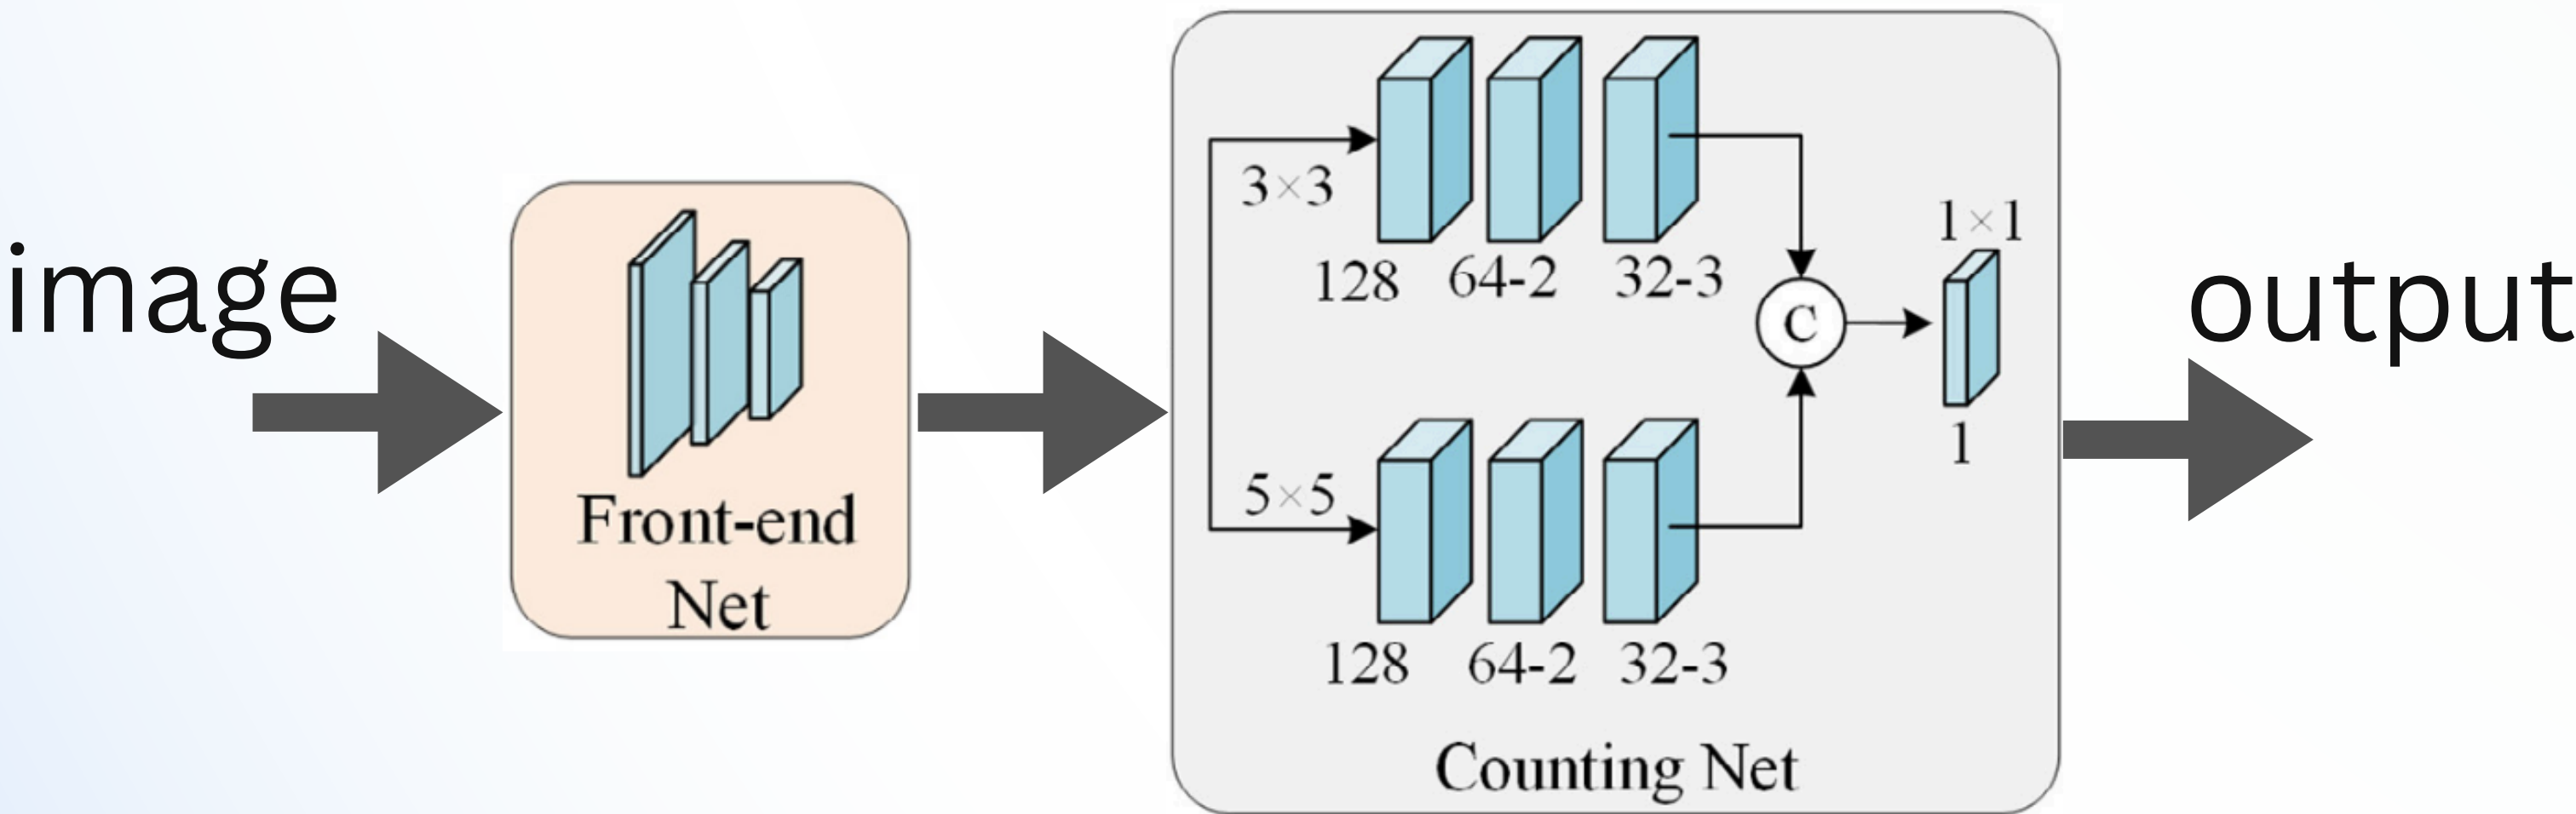 image
Front-end
Net
3×3
128 64-2 32-3
5×5
128 64-2 32-3
C
1×1
1
Counting Net
output